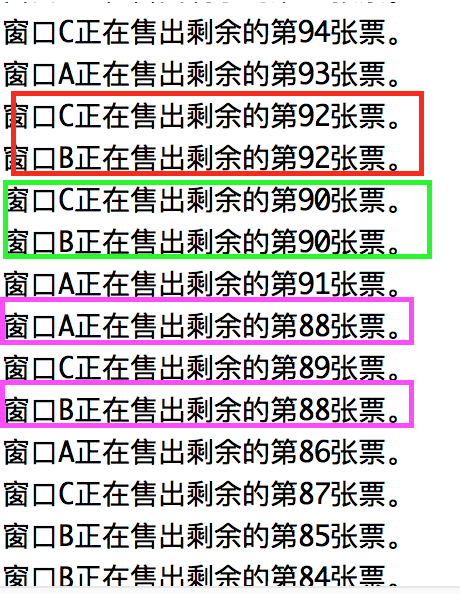 窗口C正在售出剩余的第94张票。
窗口A正在售出剩余的第93张票。
窗口C正在售出剩余的第92张票。
窗口B正在售出剩余的第92张票。
窗口C正在售出剩余的第90张票。
窗口B正在售出剩余的第90张票。
窗口A正在售出剩余的第91张票。
窗口A正在售出剩余的第88张票。
窗口C正在售出剩余的第89张票。
窗口B正在售出剩余的第88张票。
窗口A正在售出剩余的第86张票。
窗口C正在售出剩余的第87张票。
窗口B正在售出剩余的第85张票。
窗口B正在售出剩余的第84张票。